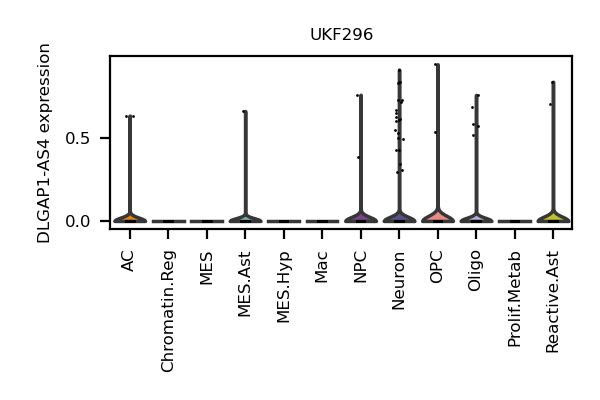 UKF296
DLGAP1-AS4 expression
0.5
0.0
AC
Chromatin.Reg
MES
MES.Ast
MES.Hyp
Mac
NPC
Neuron
OPC
Oligo
Prolif.Metab
Reactive.Ast